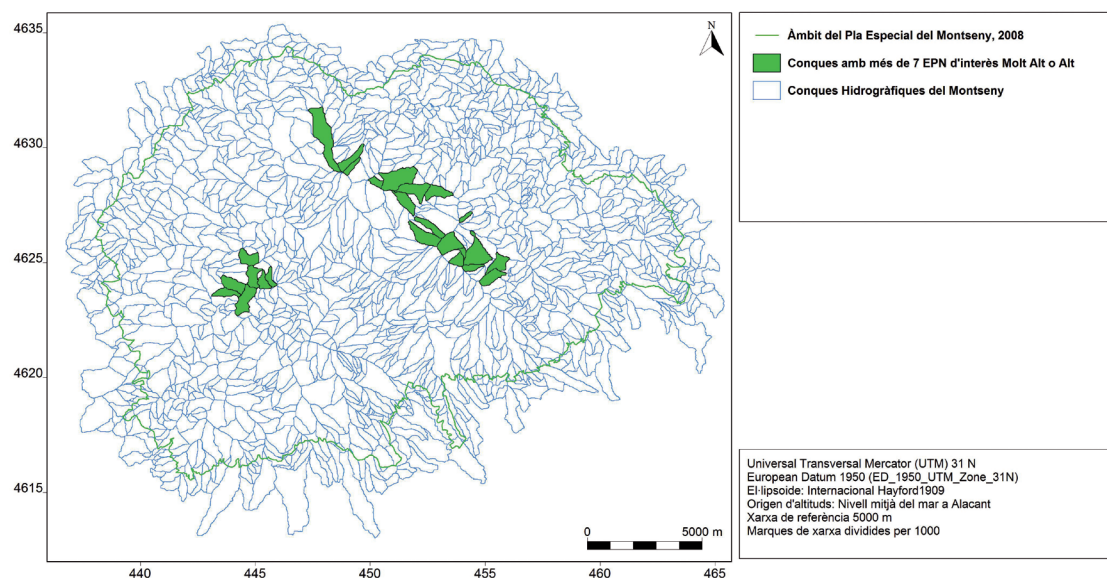 4635
4630
4625
4620
4615
440
445
450
455
460
465
N
0
5000 m
Àmbit del Pla Especial del Montseny, 2008
Conques amb més de 7 EPN d'interès Molt Alt o Alt
Conques Hidrogràfiques del Montseny
Universal Transversal Mercator (UTM) 31 N
European Datum 1950 (ED_1950_UTM_Zone_31N)
El·lipsoide: Internacional Hayford1909
Origen d'altituds: Nivell mitjà del mar a Alacant
Xarxa de referència 5000 m
Marques de xarxa dividides per 1000